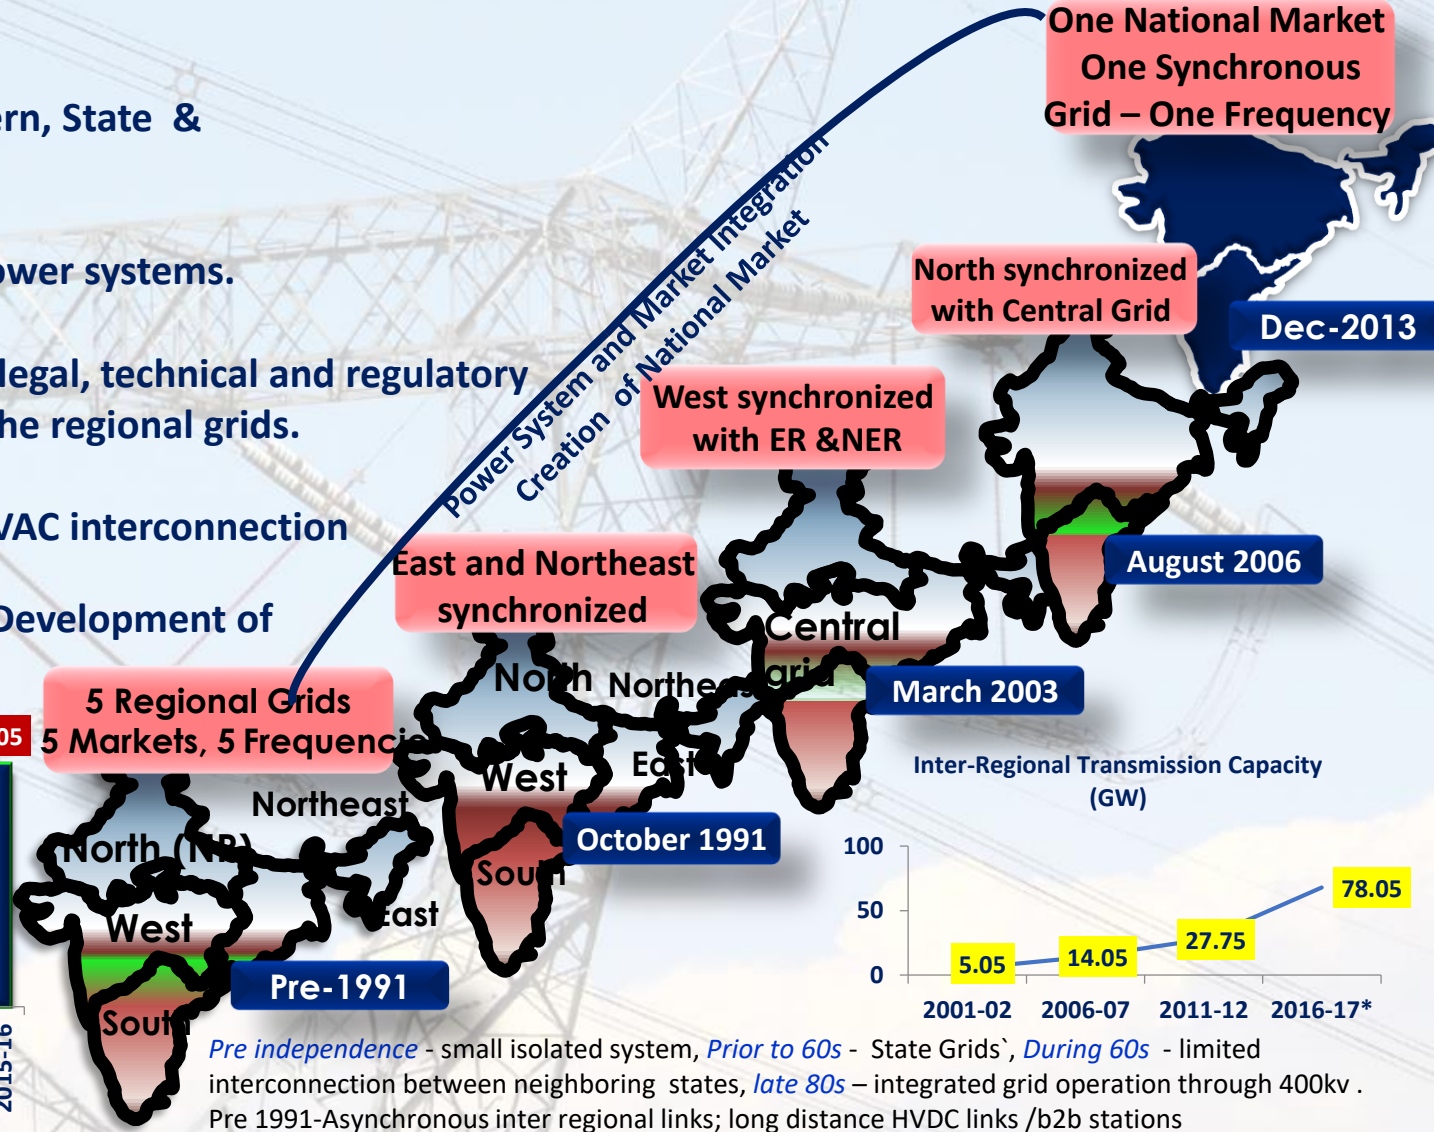 One National Market
One Synchronous
Grid – One Frequency
ern, State &
ower systems.
legal, technical and regulatory
he regional grids.
VAC interconnection
Development of
Power System and Market Integration
Creation of National Market
North synchronized
with Central Grid
Dec-2013
West synchronized
with ER &NER
August 2006
East and Northeast
synchronized
Central
grid
March 2003
5 Regional Grids
5 Markets, 5 Frequencie
05
North
Northeas
West
East
South
October 1991
Northeast
North (NR)
West
East
South
Pre-1991
2015-16
Inter-Regional Transmission Capacity
(GW)
100
50
0
5.05
14.05
27.75
78.05
2001-02 2006-07 2011-12 2016-17*
Pre independence - small isolated system, Prior to 60s - State Grids`, During 60s - limited
interconnection between neighboring states, late 80s – integrated grid operation through 400kv .
Pre 1991-Asynchronous inter regional links; long distance HVDC links /b2b stations